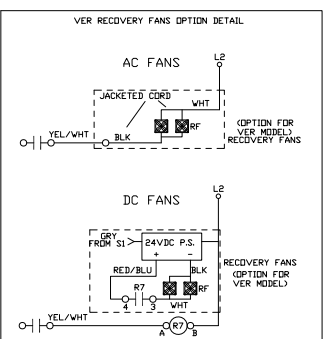 VER RECOVERY FANS OPTION DETAIL
AC FANS
L2
JACKETED CORD
WHT
RF
(OPTION FOR
VER MODEL)
RECOVERY FANS
YEL/WHT
BLK
DC FANS
L2
GRY
FROM S1
24VDC P.S.
+ -
RED/BLU
BLK
RECOVERY FANS
(OPTION FOR
VER MODEL)
R7
RF
4 3
WHT
YEL/WHT
A R7 B